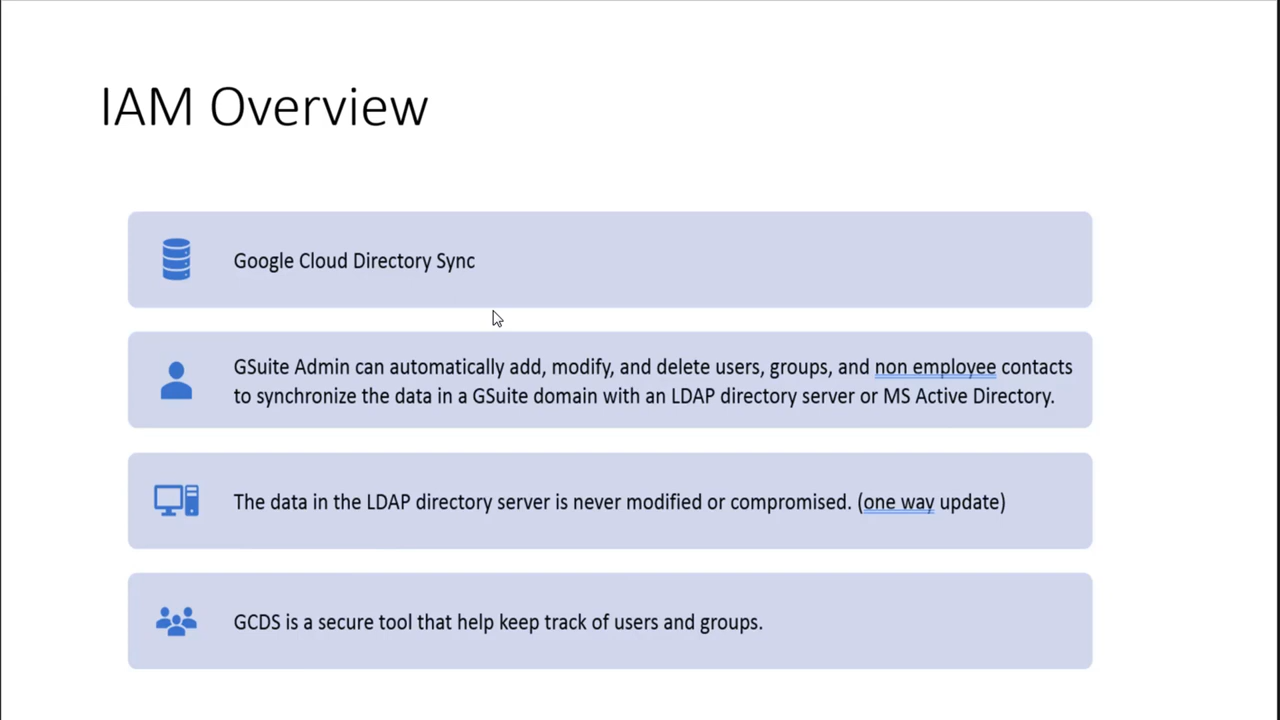 IAM Overview
Google Cloud Directory Sync
GSuite Admin can automatically add, modify, and delete users, groups, and non employee contacts
to synchronize the data in a GSuite domain with an LDAP directory server or MS Active Directory.
The data in the LDAP directory server is never modified or compromised. (one way update)
GCDS is a secure tool that help keep track of users and groups.